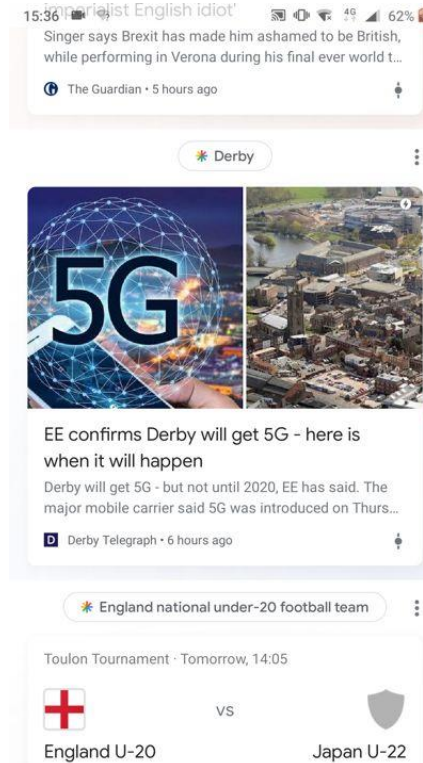 imperialist English idiot'
15:36
4G
62%
Singer says Brexit has made him ashamed to be British,
while performing in Verona during his final ever world t...
The Guardian • 5 hours ago
Derby
5G
EE confirms Derby will get 5G - here is
when it will happen
Derby will get 5G - but not until 2020, EE has said. The
major mobile carrier said 5G was introduced on Thurs...
D Derby Telegraph • 6 hours ago
England national under-20 football team
Toulon Tournament · Tomorrow, 14:05
vs
England U-20
Japan U-22